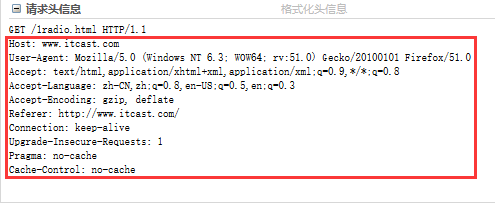 请求头信息 格式化头信息
GET /1radio.html HTTP/1.1
Host: www.itcast.com
User-Agent: Mozilla/5.0 (Windows NT 6.3; WOW64; rv:51.0) Gecko/20100101 Firefox/51.0
Accept: text/html,application/xhtml+xml,application/xml;q=0.9,*/*;q=0.8
Accept-Language: zh-CN,zh;q=0.8,en-US;q=0.5,en;q=0.3
Accept-Encoding: gzip, deflate
Referer: http://www.itcast.com/
Connection: keep-alive
Upgrade-Insecure-Requests: 1
Pragma: no-cache
Cache-Control: no-cache